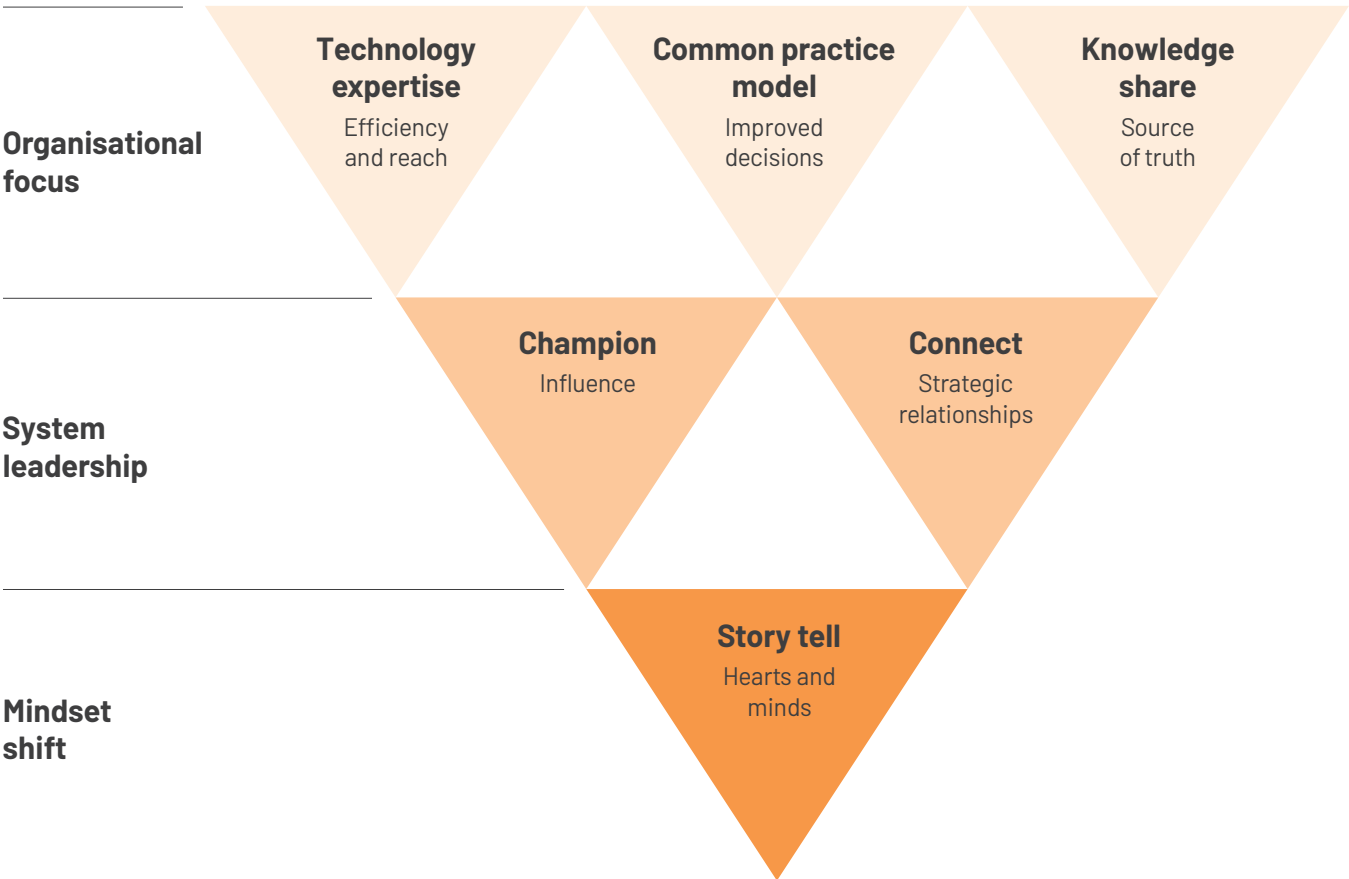 Organisational
focus
Technology
expertise
Efficiency
and reach
Common practice
model
Improved
decisions
Knowledge
share
Source
of truth
System
leadership
Champion
Influence
Connect
Strategic
relationships
Mindset
shift
Story tell
Hearts and
minds